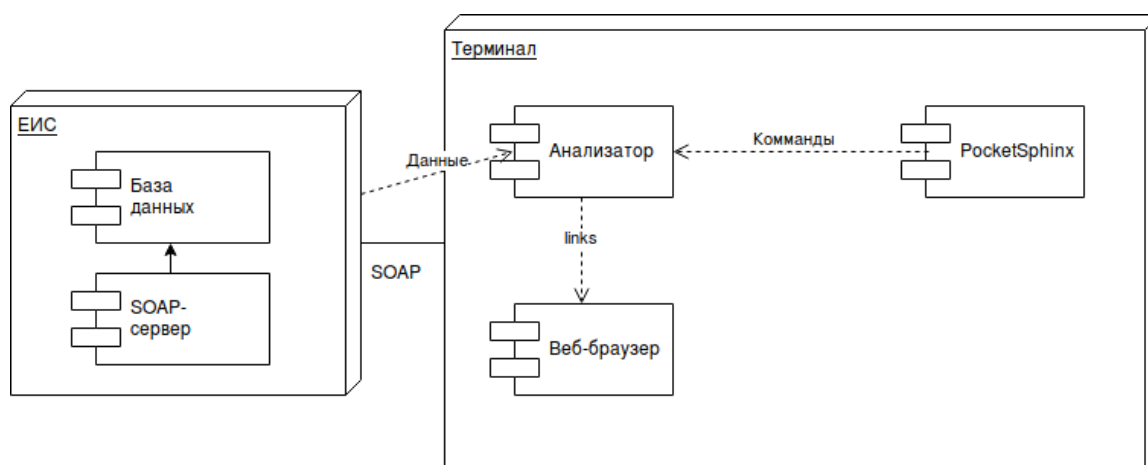 Терминал
ЕИС
Анализатор
Комманды
PocketSphinx
Данные
База
данных
links
SOAP
SOAP-
сервер
Веб-браузер